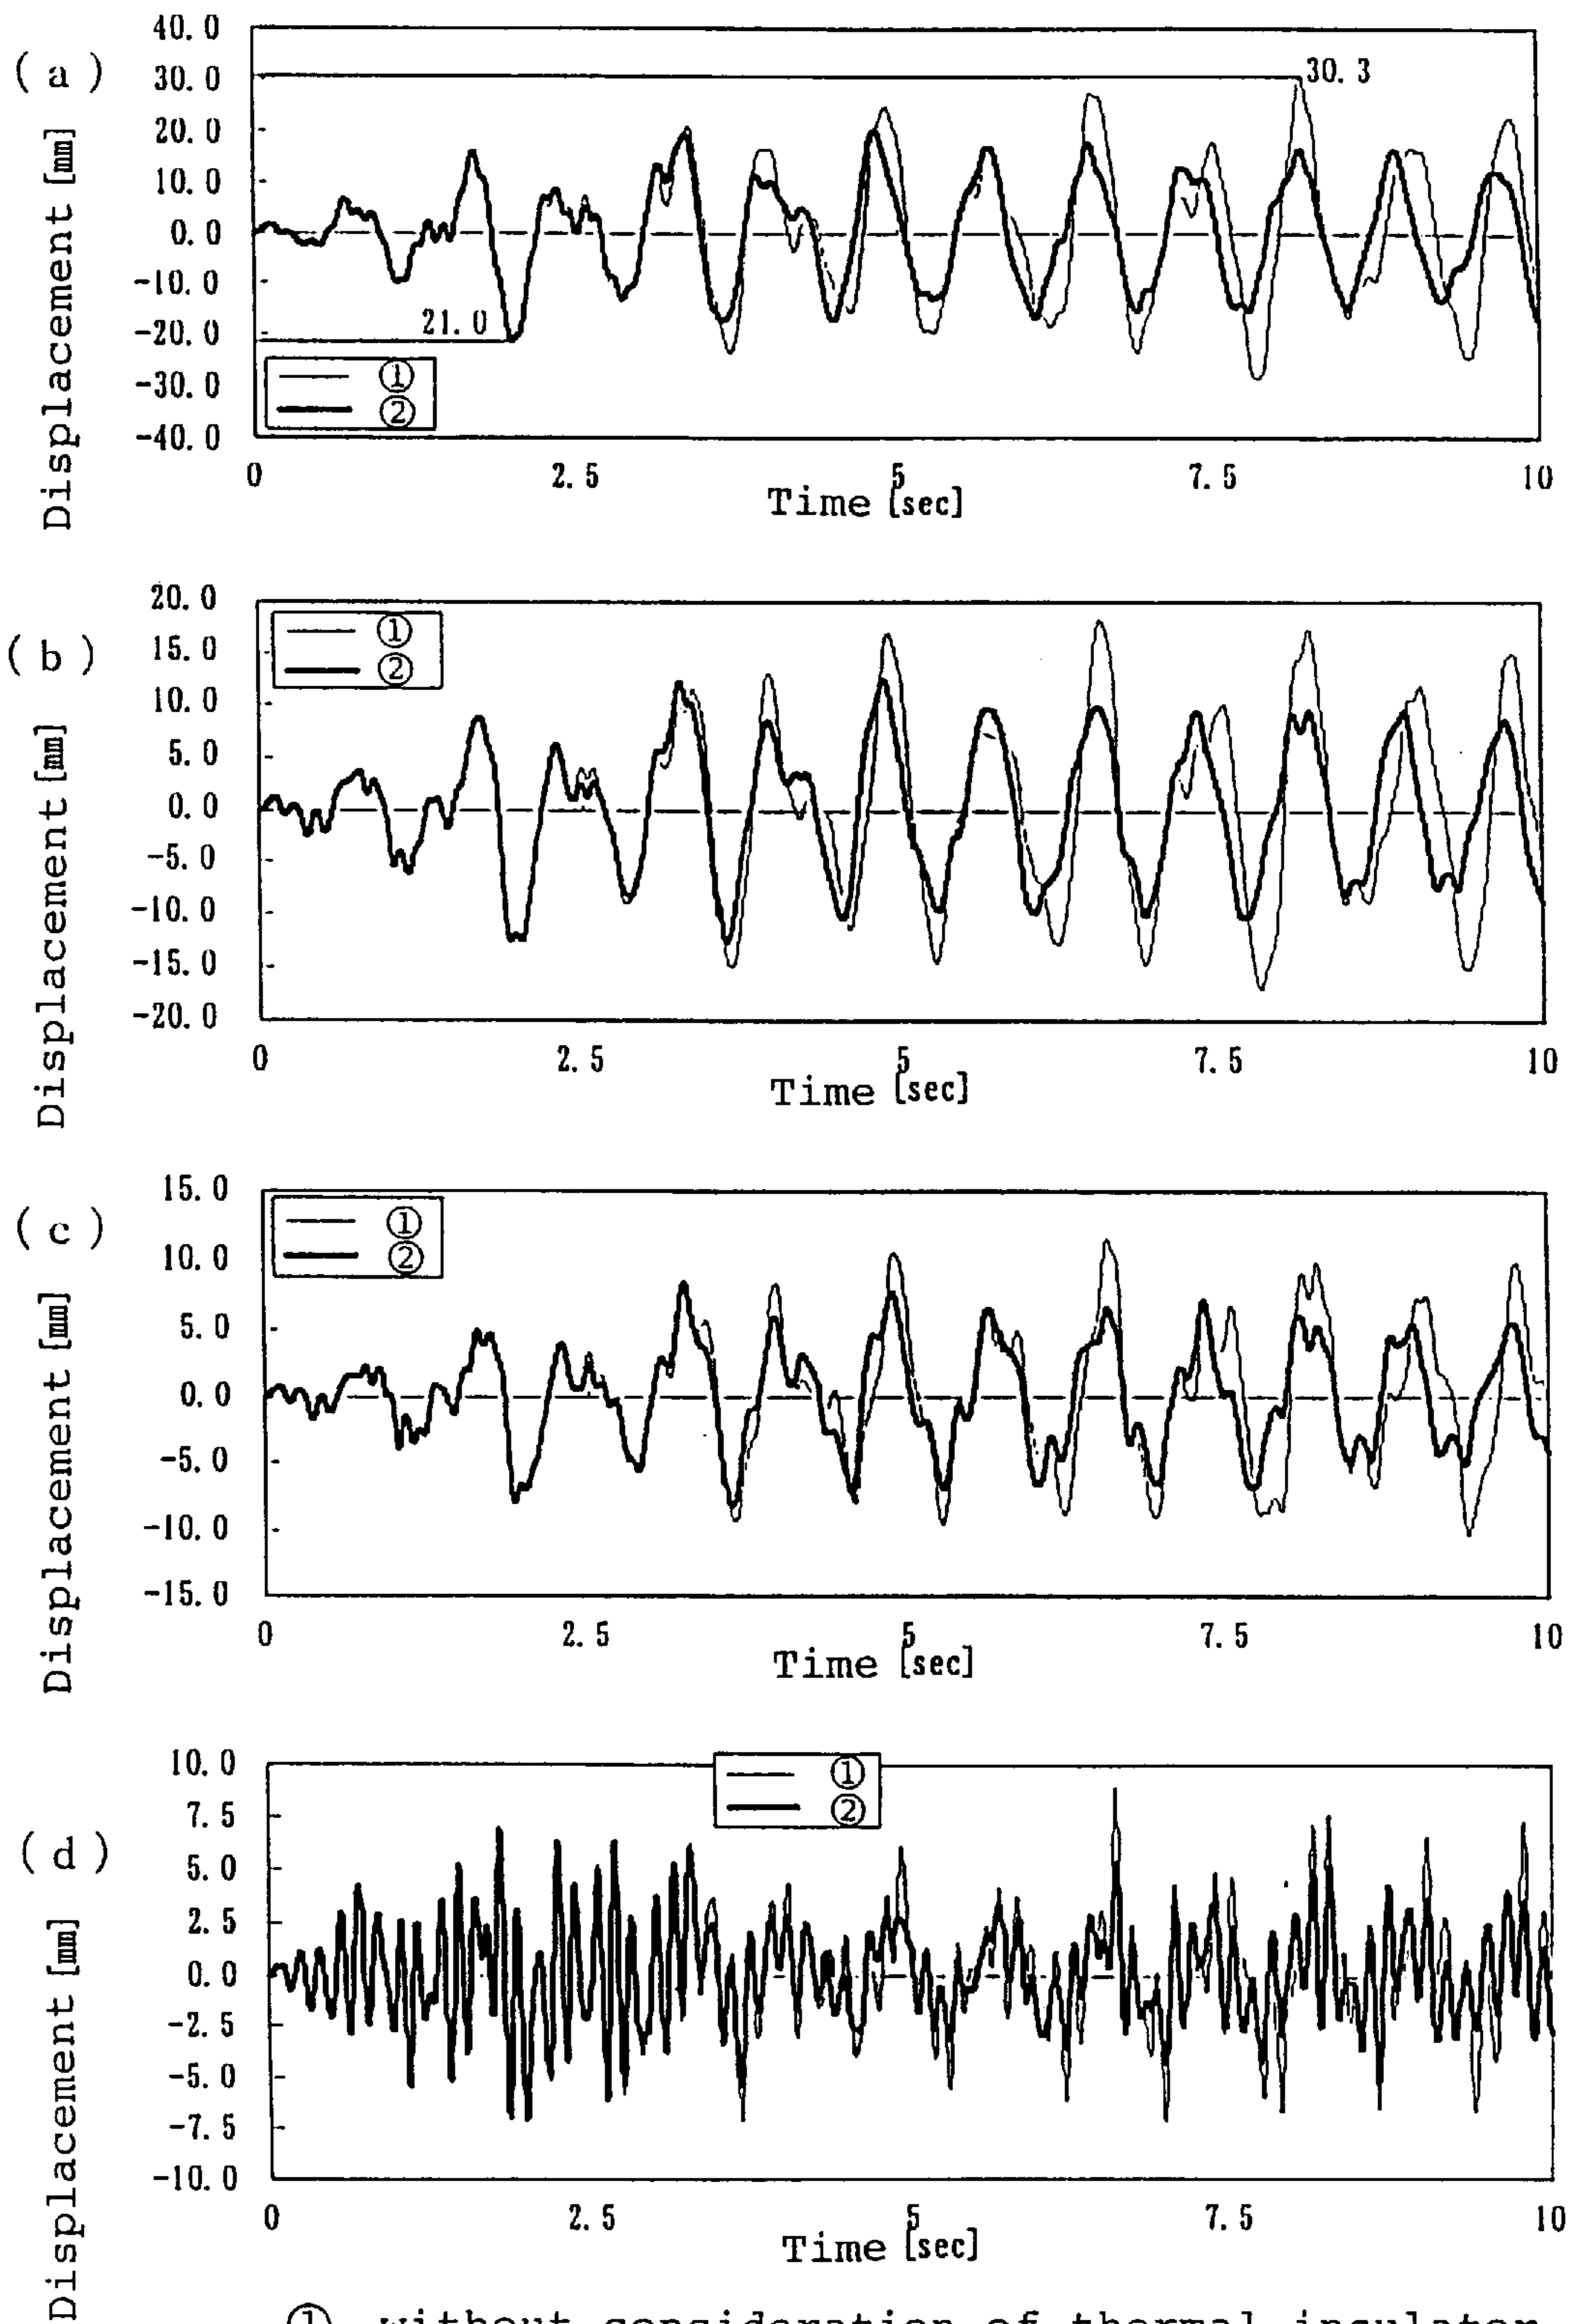 (a)
Displacement [mm]
40.0
30.0
20.0
10.0
0.0
-10.0
-20.0
-30.0
-40.0
30.3
21.0
①
②
0 2.5 5 7.5 10
Time [sec]
(b)
Displacement [mm]
20.0
15.0
10.0
5.0
0.0
-5.0
-10.0
-15.0
-20.0
①
②
0 2.5 5 7.5 10
Time [sec]
(c)
Displacement [mm]
15.0
10.0
5.0
0.0
-5.0
-10.0
-15.0
①
②
0 2.5 5 7.5 10
Time [sec]
(d)
Displacement [mm]
10.0
7.5
5.0
2.5
0.0
-2.5
-5.0
-7.5
-10.0
①
②
0 2.5 5 7.5 10
Time [sec]
① without consideration of thermal insulator